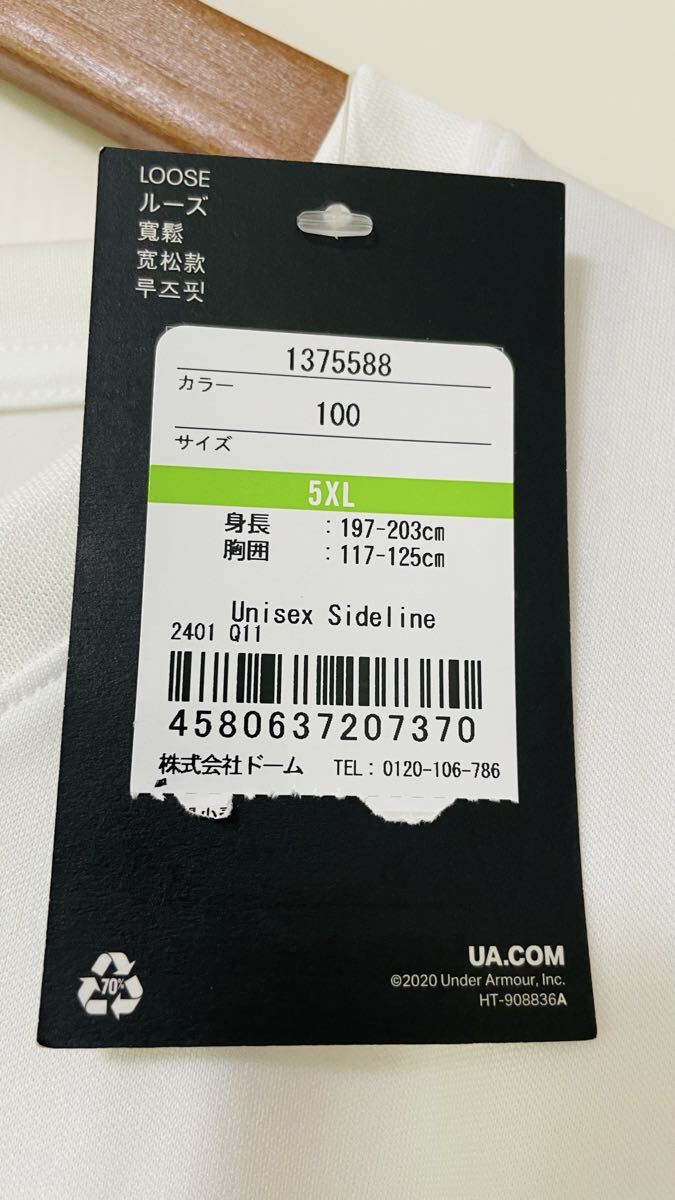 LOOSE
ルーズ
寬鬆
宽松款
루즈핏
1375588
カラー
100
サイズ
5XL
身長 : 197-203cm
胸囲 : 117-125cm
Unisex Sideline
2401 Q11
4580637207370
株式会社ドーム TEL: 0120-106-786
70%
UA.COM
©2020 Under Armour, Inc.
HT-908836A